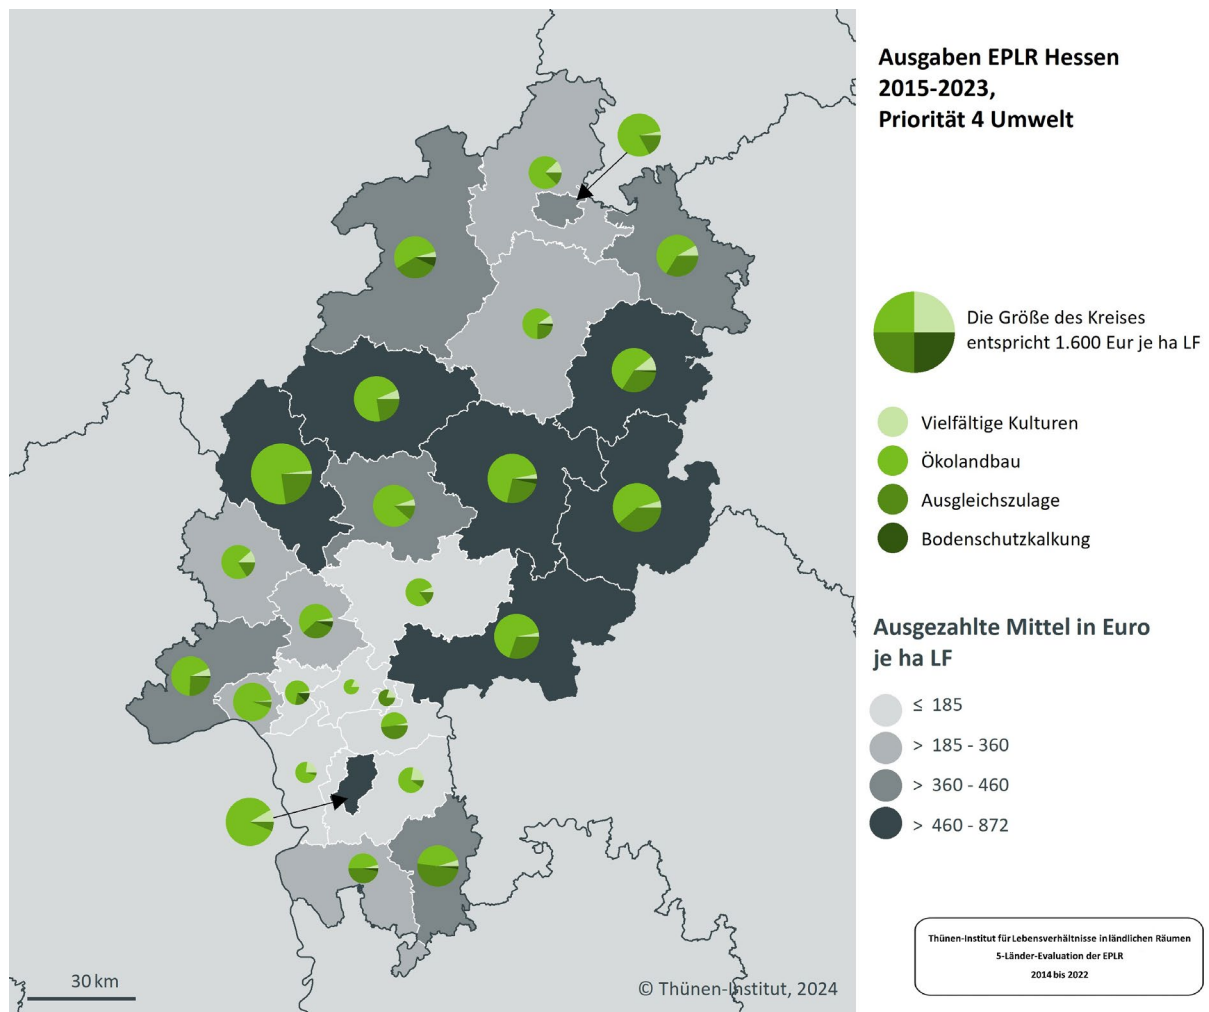 Ausgaben EPLR Hessen
2015-2023,
Priorität 4 Umwelt
Die Größe des Kreises
entspricht 1.600 Eur je ha LF
Vielfältige Kulturen
Ökolandbau
Ausgleichszulage
Bodenschutzkalkung
Ausgezahlte Mittel in Euro
je ha LF
≤ 185
> 185 - 360
> 360 - 460
> 460 - 872
Thünen-Institut für Lebensverhältnisse in ländlichen Räumen
5-Länder-Evaluation der EPLR
2014 bis 2022
30 km
© Thünen-Institut, 2024